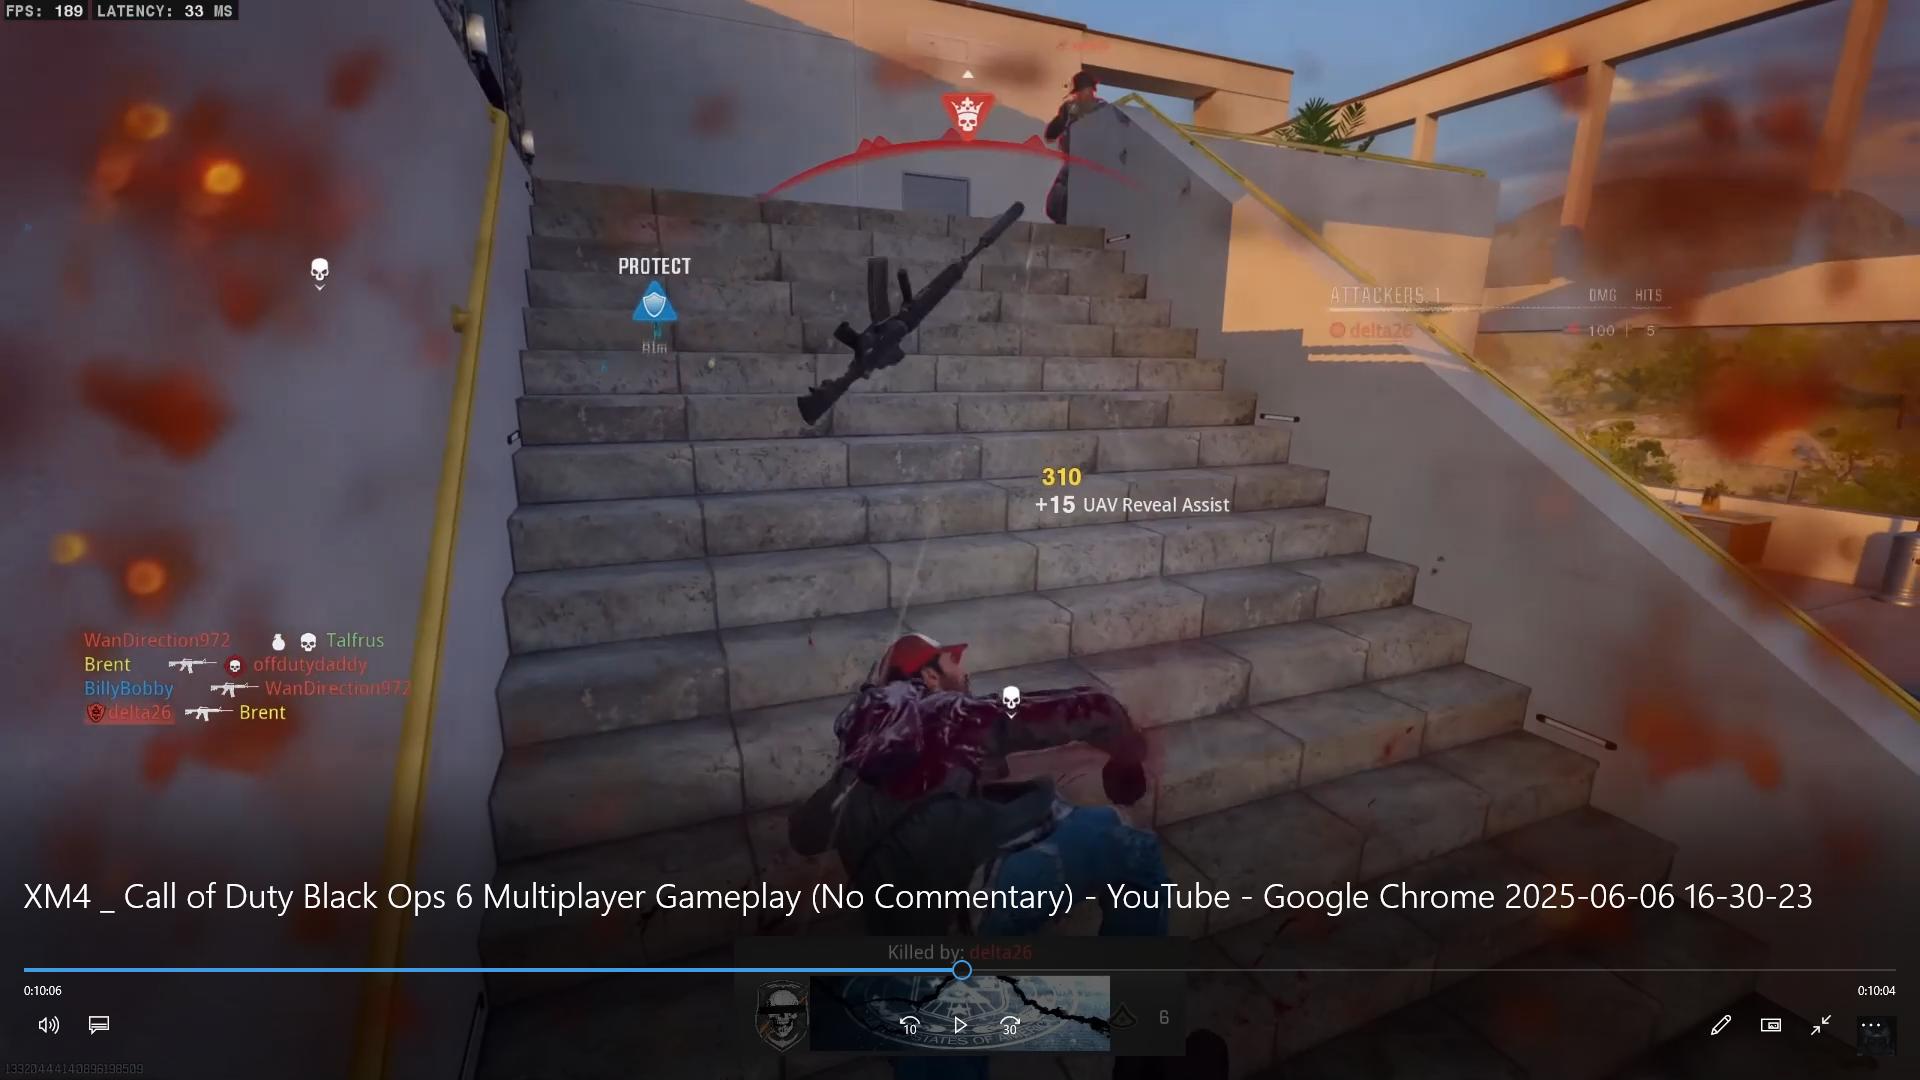 FPS: 189 LATENCY: 33 MS
PROTECT
ATTACKERS 1 DMG HITS
delta26 100 5
310
+15 UAV Reveal Assist
WanDirection972 Talfrus
Brent offdutydaddy
BillyBobby WanDirection972
delta26 Brent
XM4 _ Call of Duty Black Ops 6 Multiplayer Gameplay (No Commentary) - YouTube - Google Chrome 2025-06-06 16-30-23
Killed by: delta26
0:10:06 0:10:04
10 30 6
STATES OF